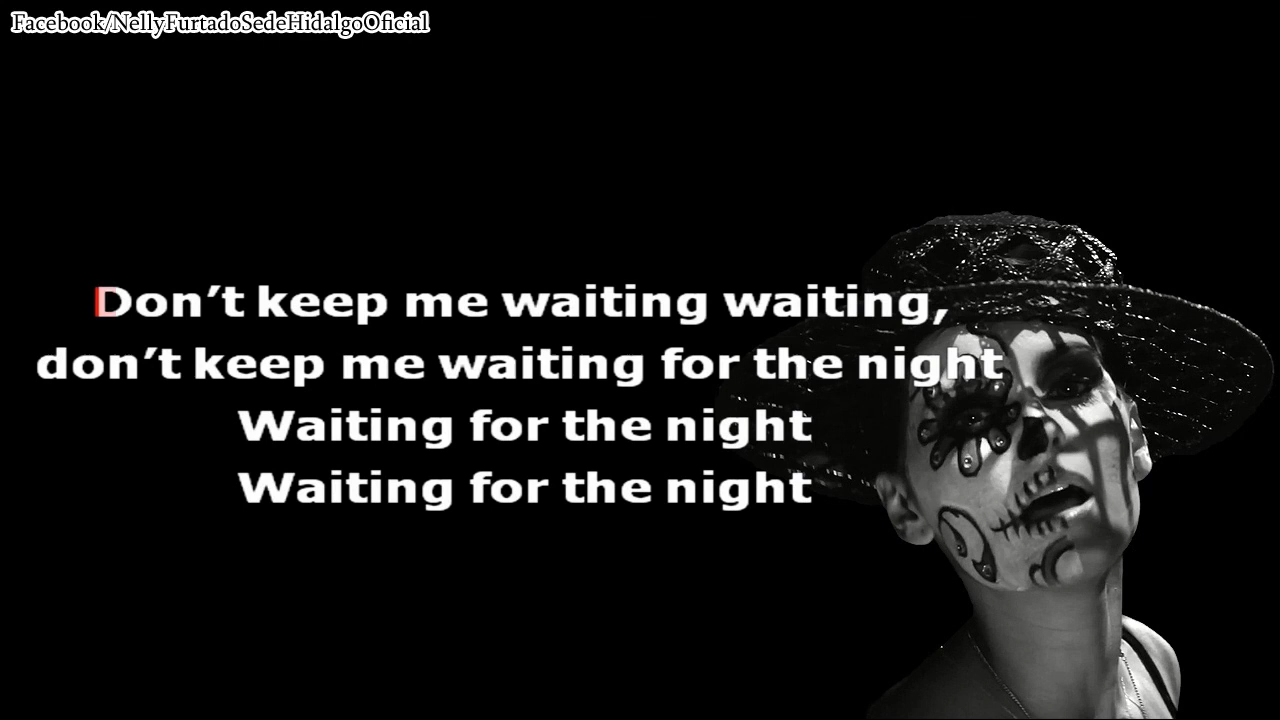 Facebook/NellyFurtadoSedeHidalgoOficial
Don’t keep me waiting waiting,
don’t keep me waiting for the night
Waiting for the night
Waiting for the night